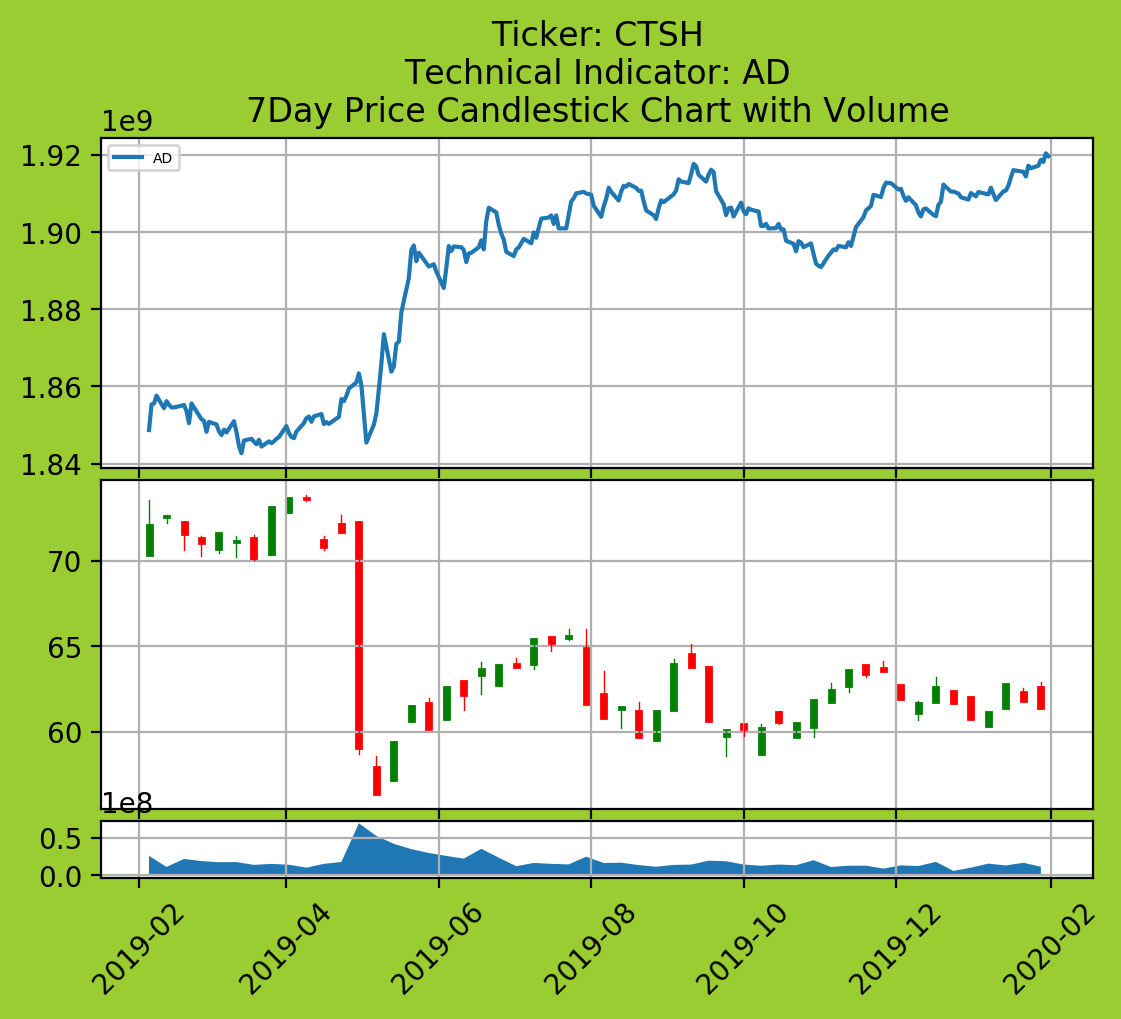 Ticker: CTSH
Technical Indicator: AD
7Day Price Candlestick Chart with Volume
1e9
AD
1.92
1.90
1.88
1.86
1.84
70
65
60
1e8
0.5
0.0
2019-02
2019-04
2019-06
2019-08
2019-10
2019-12
2020-02